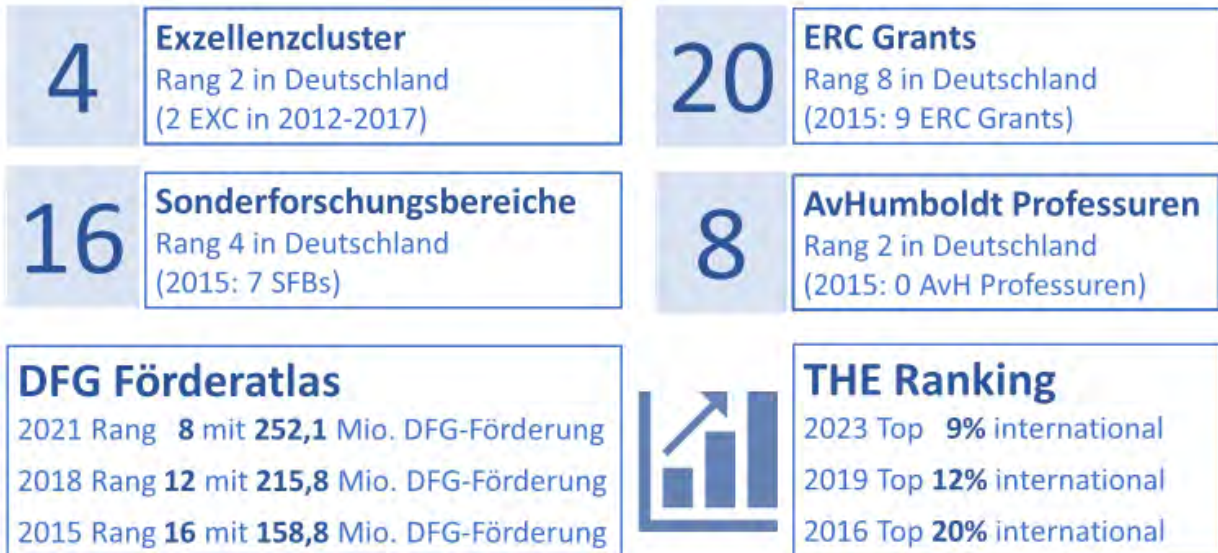 4
Exzellenzcluster
Rang 2 in Deutschland
(2 EXC in 2012-2017)
20
ERC Grants
Rang 8 in Deutschland
(2015: 9 ERC Grants)
16
Sonderforschungsbereiche
Rang 4 in Deutschland
(2015: 7 SFBs)
8
AvHumboldt Professuren
Rang 2 in Deutschland
(2015: 0 AvH Professuren)
DFG Förderatlas
2021 Rang 8 mit 252,1 Mio. DFG-Förderung
2018 Rang 12 mit 215,8 Mio. DFG-Förderung
2015 Rang 16 mit 158,8 Mio. DFG-Förderung
THE Ranking
2023 Top 9% international
2019 Top 12% international
2016 Top 20% international